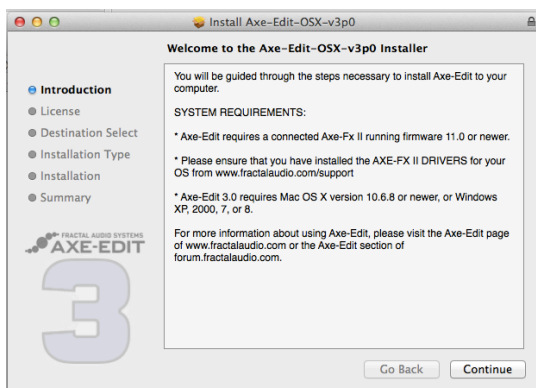 Install Axe-Edit-OSX-v3p0
Welcome to the Axe-Edit-OSX-v3p0 Installer
Introduction
License
Destination Select
Installation Type
Installation
Summary
FRACTAL AUDIO SYSTEMS
AXE-EDIT
3
You will be guided through the steps necessary to install Axe-Edit to your
computer.
SYSTEM REQUIREMENTS:
* Axe-Edit requires a connected Axe-Fx II running firmware 11.0 or newer.
* Please ensure that you have installed the AXE-FX II DRIVERS for your
OS from www.fractalaudio.com/support
* Axe-Edit 3.0 requires Mac OS X version 10.6.8 or newer, or Windows
XP, 2000, 7, or 8.
For more information about using Axe-Edit, please visit the Axe-Edit page
of www.fractalaudio.com or the Axe-Edit section of
forum.fractalaudio.com.
Go Back
Continue